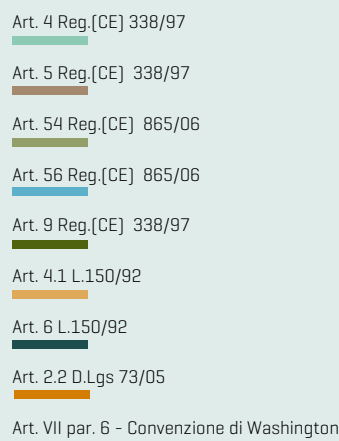 Art. 4 Reg.(CE) 338/97
Art. 5 Reg.(CE) 338/97
Art. 54 Reg.(CE) 865/06
Art. 56 Reg.(CE) 865/06
Art. 9 Reg.(CE) 338/97
Art. 4.1 L.150/92
Art. 6 L.150/92
Art. 2.2 D.Lgs 73/05
Art. VII par. 6 - Convenzione di Washington